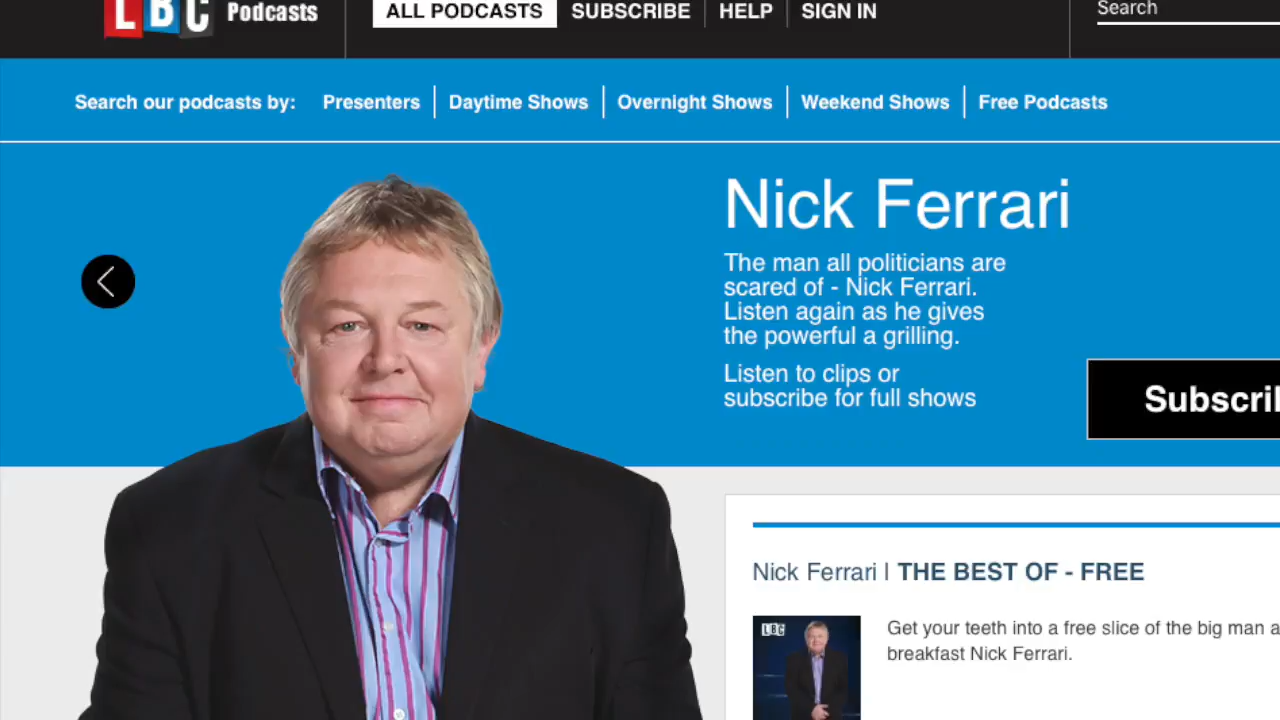 LBC Podcasts
ALL PODCASTS SUBSCRIBE HELP SIGN IN
Search
Search our podcasts by: Presenters Daytime Shows Overnight Shows Weekend Shows Free Podcasts
Nick Ferrari
The man all politicians are
scared of - Nick Ferrari.
Listen again as he gives
the powerful a grilling.
Listen to clips or
subscribe for full shows
Nick Ferrari | THE BEST OF - FREE
LBC
Get your teeth into a free slice of the big man
breakfast Nick Ferrari.